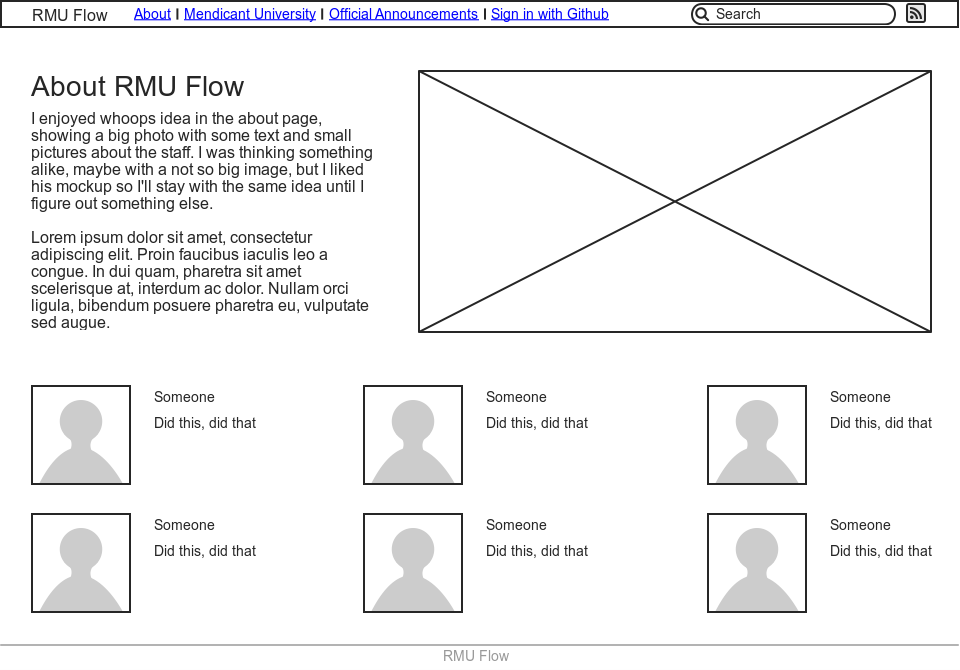 RMU Flow About | Mendicant University | Official Announcements | Sign in with Github Search
About RMU Flow
I enjoyed whoops idea in the about page,
showing a big photo with some text and small
pictures about the staff. I was thinking something
alike, maybe with a not so big image, but I liked
his mockup so I'll stay with the same idea until I
figure out something else.
Lorem ipsum dolor sit amet, consectetur
adipiscing elit. Proin faucibus iaculis leo a
congue. In dui quam, pharetra sit amet
scelerisque at, interdum ac dolor. Nullam orci
ligula, bibendum posuere pharetra eu, vulputate
sed augue.
Someone
Did this, did that
Someone
Did this, did that
Someone
Did this, did that
Someone
Did this, did that
Someone
Did this, did that
Someone
Did this, did that
RMU Flow